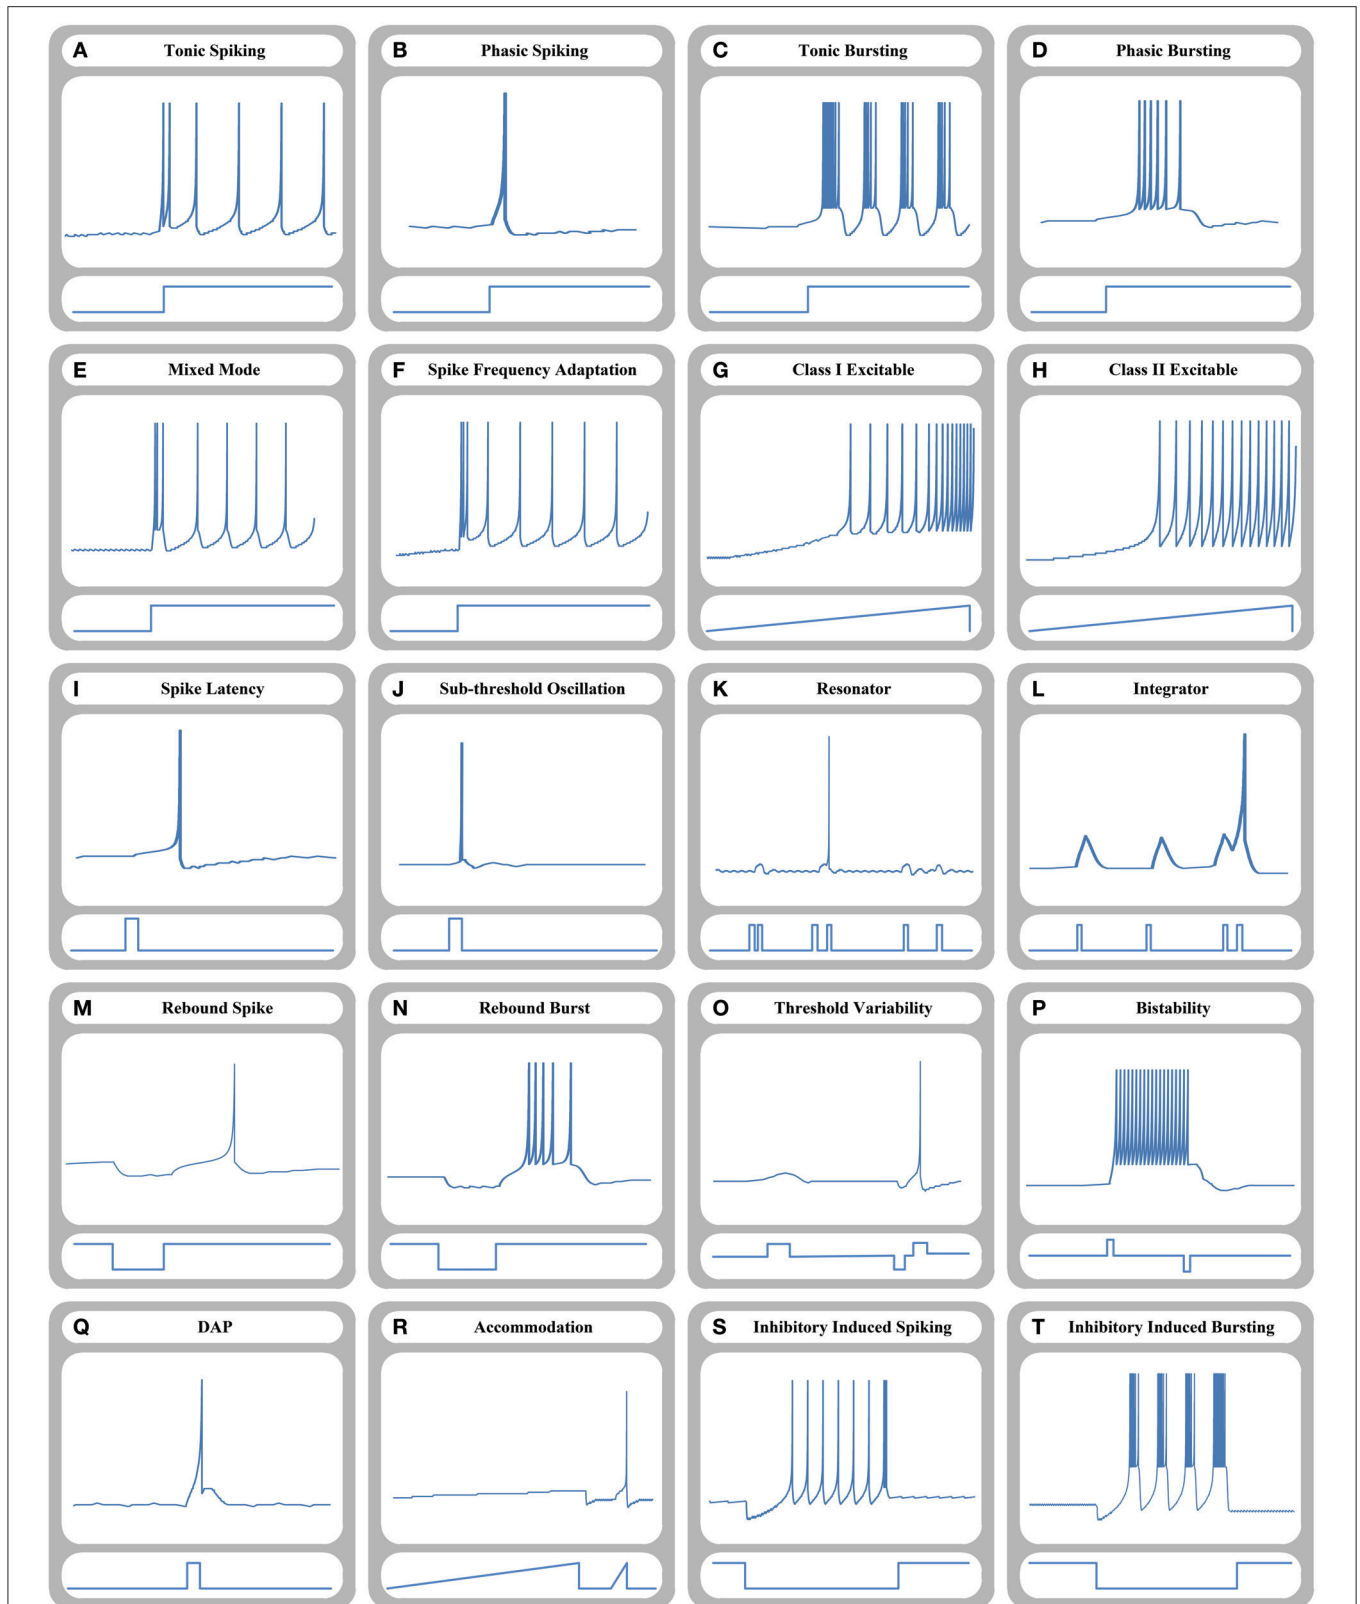 A Tonic Spiking
B Phasic Spiking
C Tonic Bursting
D Phasic Bursting
E Mixed Mode
F Spike Frequency Adaptation
G Class I Excitable
H Class II Excitable
I Spike Latency
J Sub-threshold Oscillation
K Resonator
L Integrator
M Rebound Spike
N Rebound Burst
O Threshold Variability
P Bistability
Q DAP
R Accommodation
S Inhibitory Induced Spiking
T Inhibitory Induced Bursting